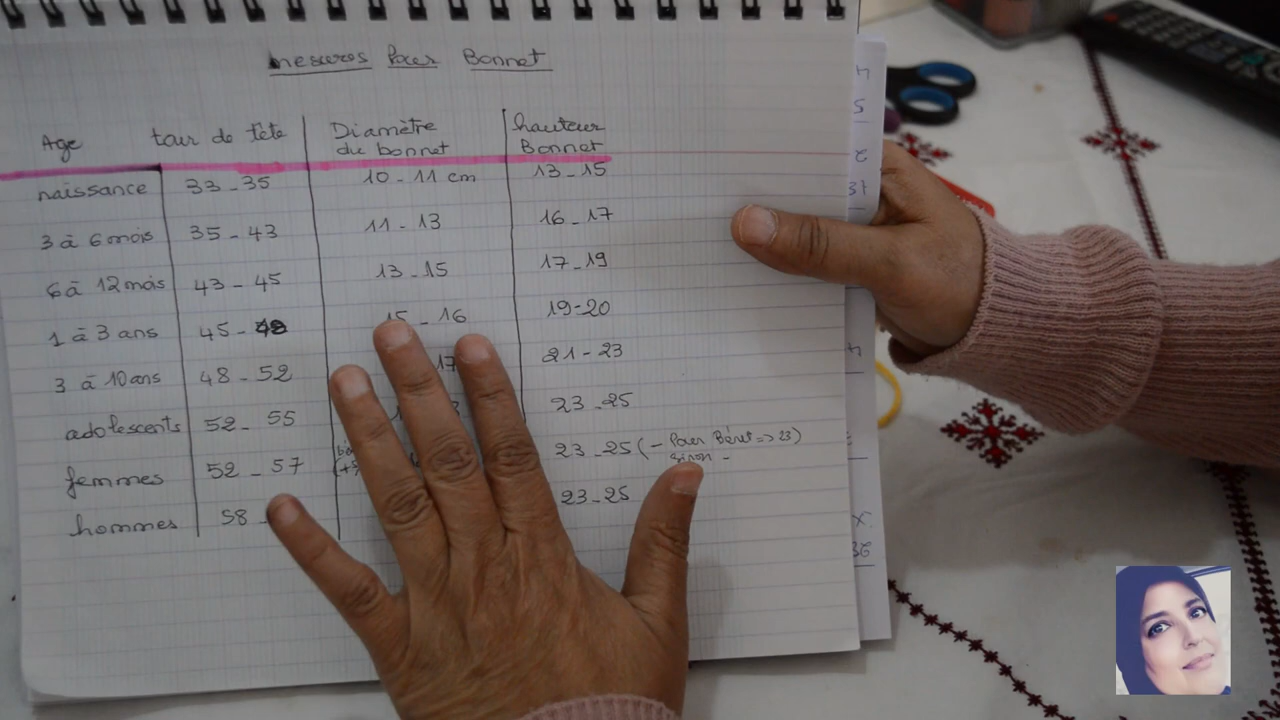 mesures Pour Bonnet
Age tour de tête Diamètre du bonnet hauteur Bonnet
naissance 33-35 10-11 cm 13-15
3 à 6 mois 35-43 11-13 16-17
6 à 12 mois 43-45 13-15 17-19
1 à 3 ans 45- 15-16 19-20
3 à 10 ans 48-52 17 21-23
adolescents 52-55 23-25
femmes 52-57 23-25 (- Pour Béret => 23)
sinon -
hommes 58 23-25